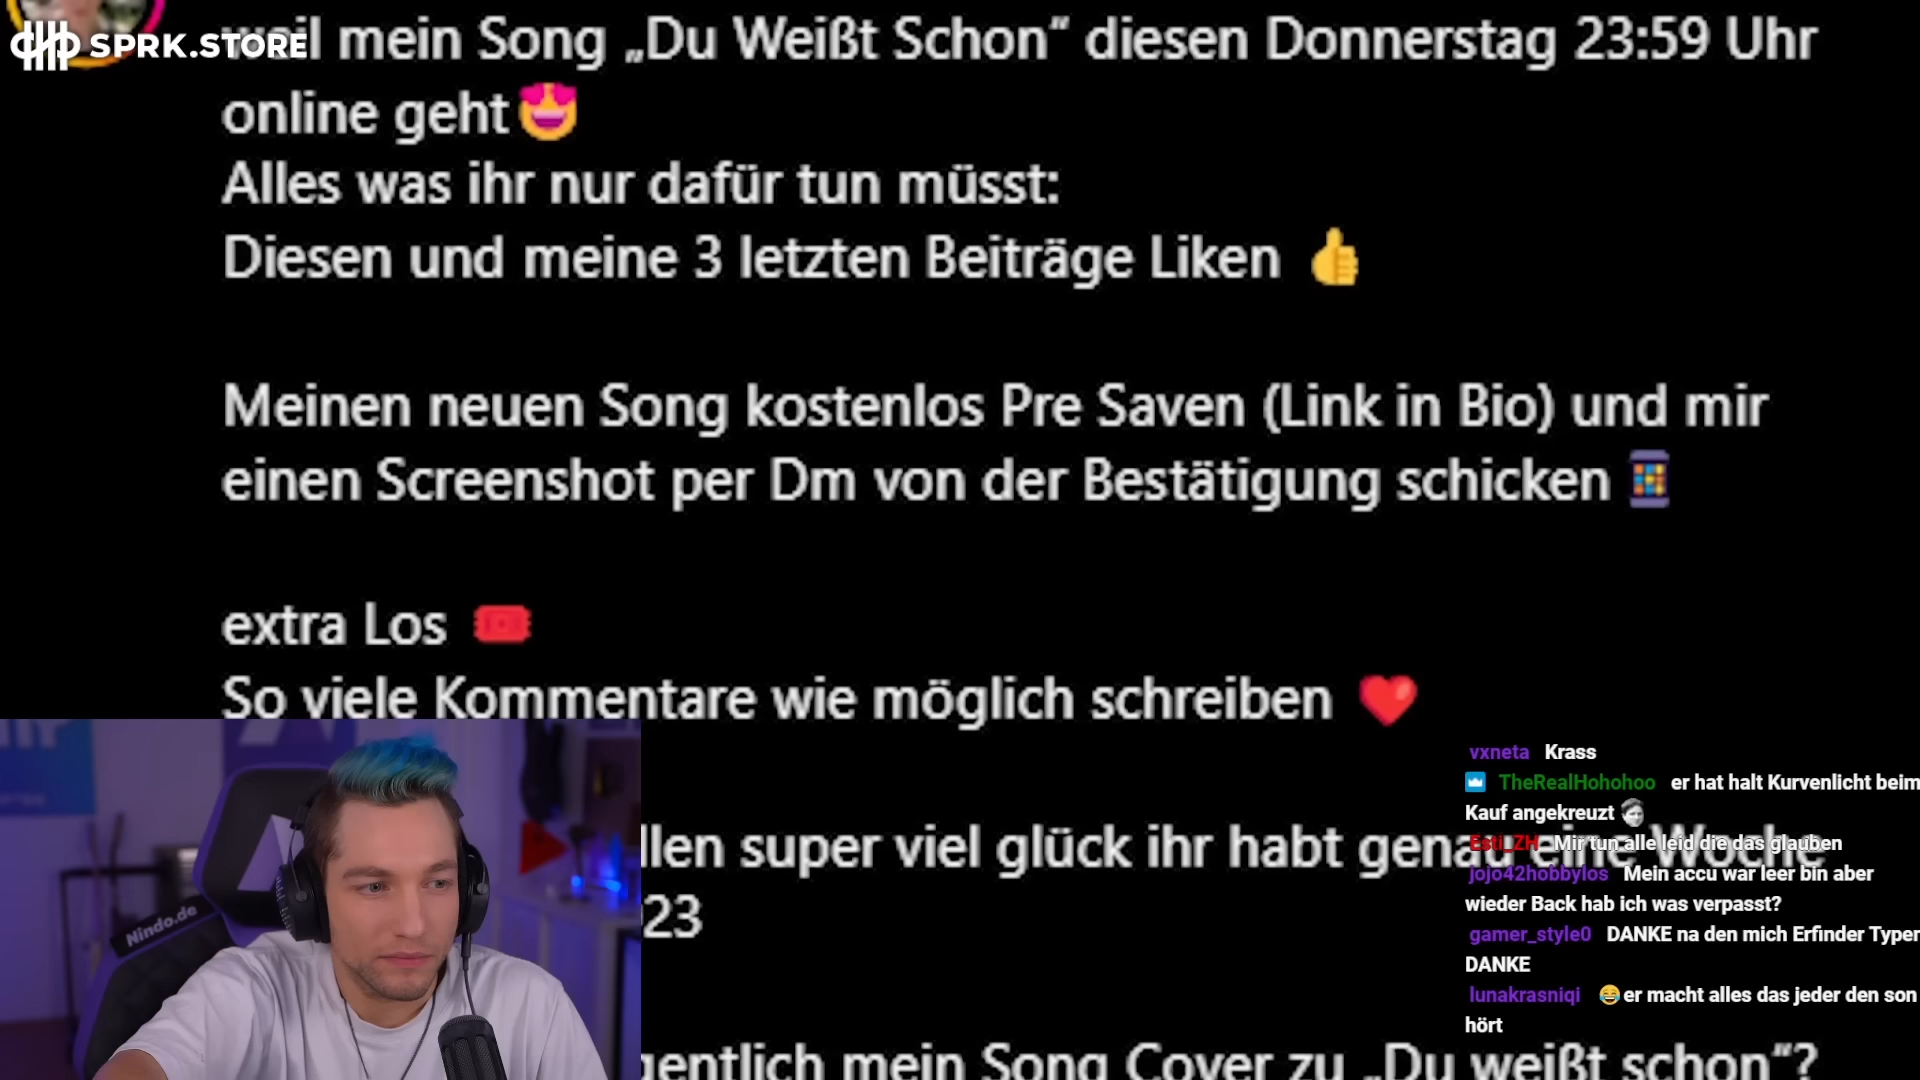 SPRK.STORE
weil mein Song „Du Weißt Schon“ diesen Donnerstag 23:59 Uhr
online geht
Alles was ihr nur dafür tun müsst:
Diesen und meine 3 letzten Beiträge Liken
Meinen neuen Song kostenlos Pre Saven (Link in Bio) und mir
einen Screenshot per Dm von der Bestätigung schicken
extra Los
So viele Kommentare wie möglich schreiben
llen super viel glück ihr habt genau eine Woche
23
gentlich mein Song Cover zu „Du weißt schon“?
Nindo.de
vxneta Krass
TheRealHohohoo er hat halt Kurvenlicht beim
Kauf angekreuzt
Esti_ZH Mir tun alle leid die das glauben
jojo42hobbylos Mein accu war leer bin aber
wieder Back hab ich was verpasst?
gamer_style0 DANKE na den mich Erfinder Typen
DANKE
lunakrasniqi er macht alles das jeder den son
hört